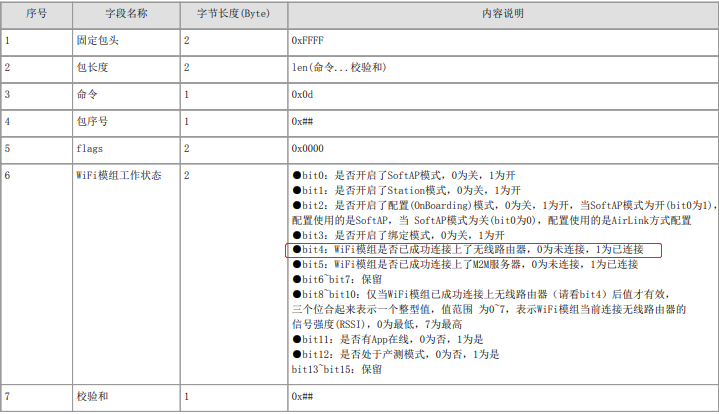 序号 字段名称 字节长度(Byte) 内容说明
1 固定包头 2 0xFFFF
2 包长度 2 len(命令...校验和)
3 命令 1 0x0d
4 包序号 1 0x##
5 flags 2 0x0000
6 WiFi模组工作状态 2 ●bit0: 是否开启了SoftAP模式, 0为关, 1为开
●bit1: 是否开启了Station模式, 0为关, 1为开
●bit2: 是否开启了配置(OnBoarding)模式, 0为关, 1为开, 当SoftAP模式为开(bit0为1),
配置使用的是SoftAP, 当 SoftAP模式为关(bit0为0), 配置使用的是AirLink方式配置
●bit3: 是否开启了绑定模式, 0为关, 1为开
●bit4: WiFi模组是否已成功连接上了无线路由器, 0为未连接, 1为已连接
●bit5: WiFi模组是否已成功连接上了M2M服务器, 0为未连接, 1为已连接
●bit6~bit7: 保留
●bit8~bit10: 仅当WiFi模组已成功连接上无线路由器（请看bit4）后值才有效,
三个位合起来表示一个整型值, 值范围 为0~7, 表示WiFi模组当前连接无线路由器的
信号强度(RSSI), 0为最低, 7为最高
●bit11: 是否有App在线, 0为否, 1为是
●bit12: 是否处于产测模式, 0为否, 1为是
bit13~bit15: 保留
7 校验和 1 0x##